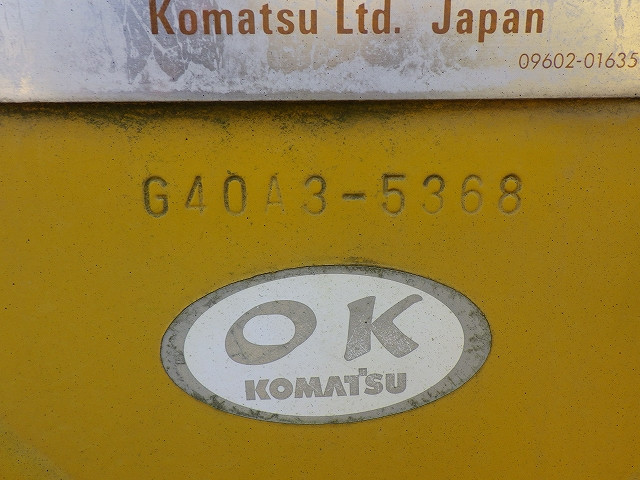 Komatsu Ltd. Japan
09602-01635
G40A3-5368
OK
KOMATSU